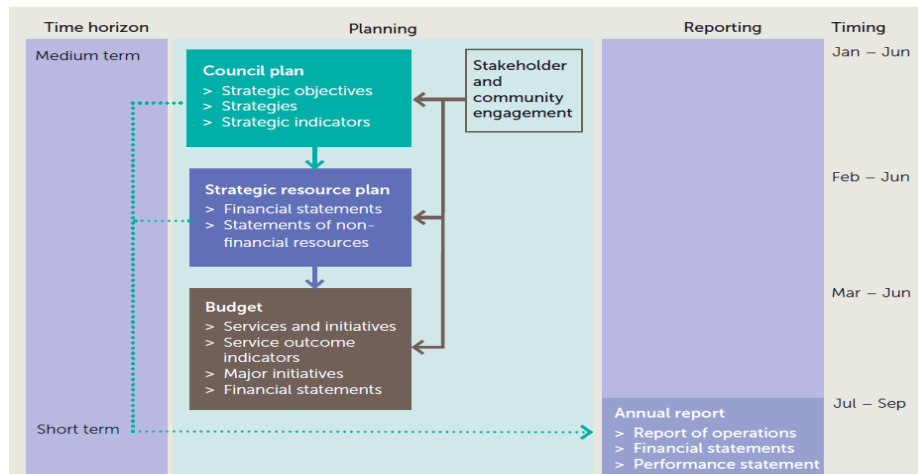 Time horizon
Planning
Reporting
Timing
Medium term
Council plan
> Strategic objectives
> Strategies
> Strategic indicators
Stakeholder
and
community
engagement
Jan – Jun
Strategic resource plan
> Financial statements
> Statements of non-
financial resources
Feb – Jun
Budget
> Services and initiatives
> Service outcome
indicators
> Major initiatives
> Financial statements
Mar – Jun
Short term
Annual report
> Report of operations
> Financial statements
> Performance statement
Jul – Sep